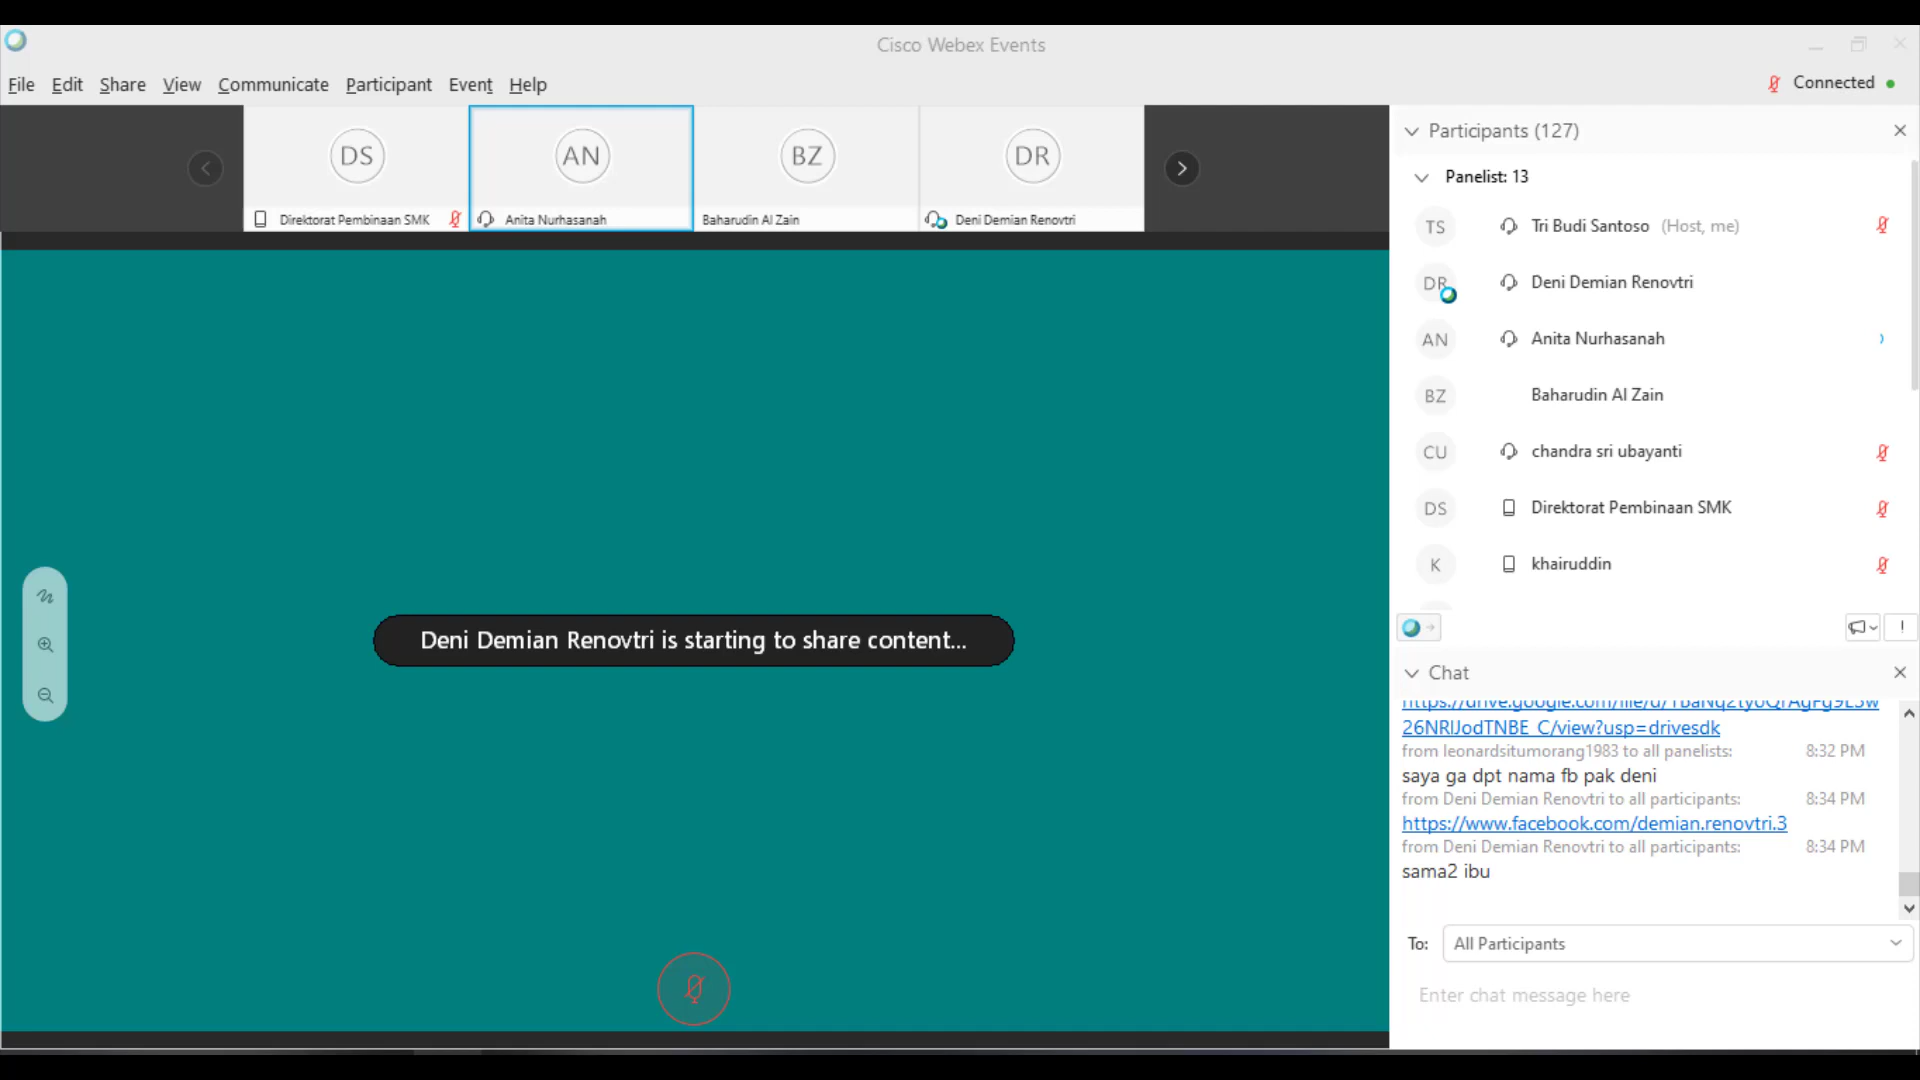 Cisco Webex Events
File Edit Share View Communicate Participant Event Help
Connected
DS
AN
BZ
DR
Direktorat Pembinaan SMK
Anita Nurhasanah
Baharudin Al Zain
Deni Demian Renovtri
Deni Demian Renovtri is starting to share content...
Participants (127)
Panelist: 13
TS Tri Budi Santoso (Host, me)
DR Deni Demian Renovtri
AN Anita Nurhasanah
BZ Baharudin Al Zain
CU chandra sri ubayanti
DS Direktorat Pembinaan SMK
K khairuddin
Chat
26NRlJodTNBE_C/view?usp=drivesdk
from leonardsitumorang1983 to all panelists: 8:32 PM
saya ga dpt nama fb pak deni
from Deni Demian Renovtri to all participants: 8:34 PM
https://www.facebook.com/demian.renovtri.3
from Deni Demian Renovtri to all participants: 8:34 PM
sama2 ibu
To: All Participants
Enter chat message here